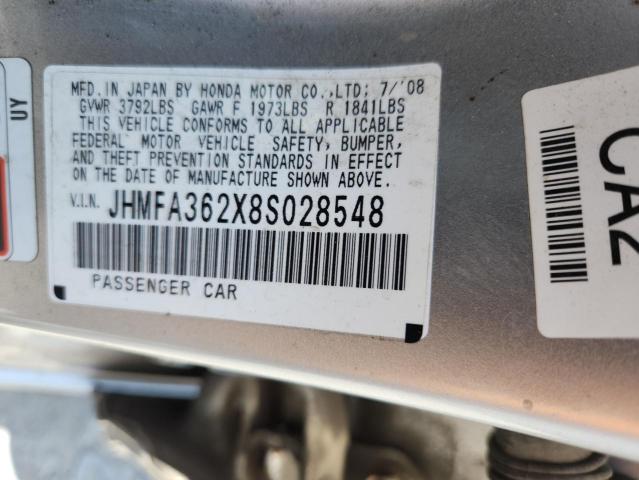 UY
MFD. IN JAPAN BY HONDA MOTOR CO.,LTD; 7/'08
GVWR 3792LBS GAWR F 1973LBS R 1841LBS
THIS VEHICLE CONFORMS TO ALL APPLICABLE
FEDERAL MOTOR VEHICLE SAFETY, BUMPER,
AND THEFT PREVENTION STANDARDS IN EFFECT
ON THE DATE OF MANUFACTURE SHOWN ABOVE.
V.I.N. JHMFA362X8S028548
PASSENGER CAR
CA2